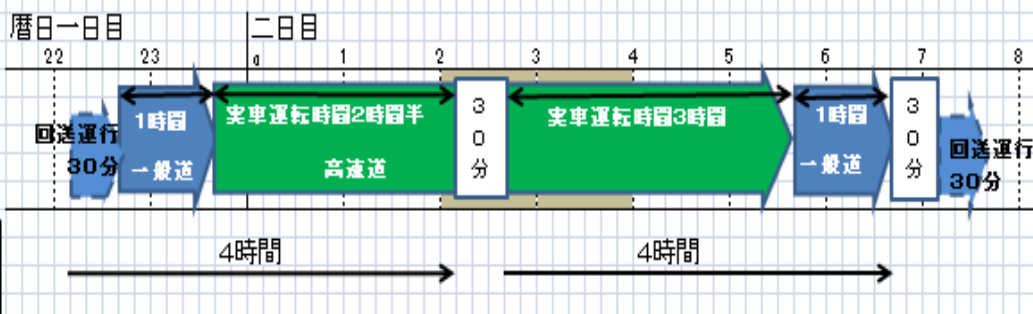 暦日一日目
二日目
22 23 0 1 2 3 4 5 6 7 8
回送運行
30分
1時間
一般道
実車運転時間2時間半
高速道
30分
実車運転時間3時間
1時間
一般道
30分
回送運行
30分
4時間
4時間